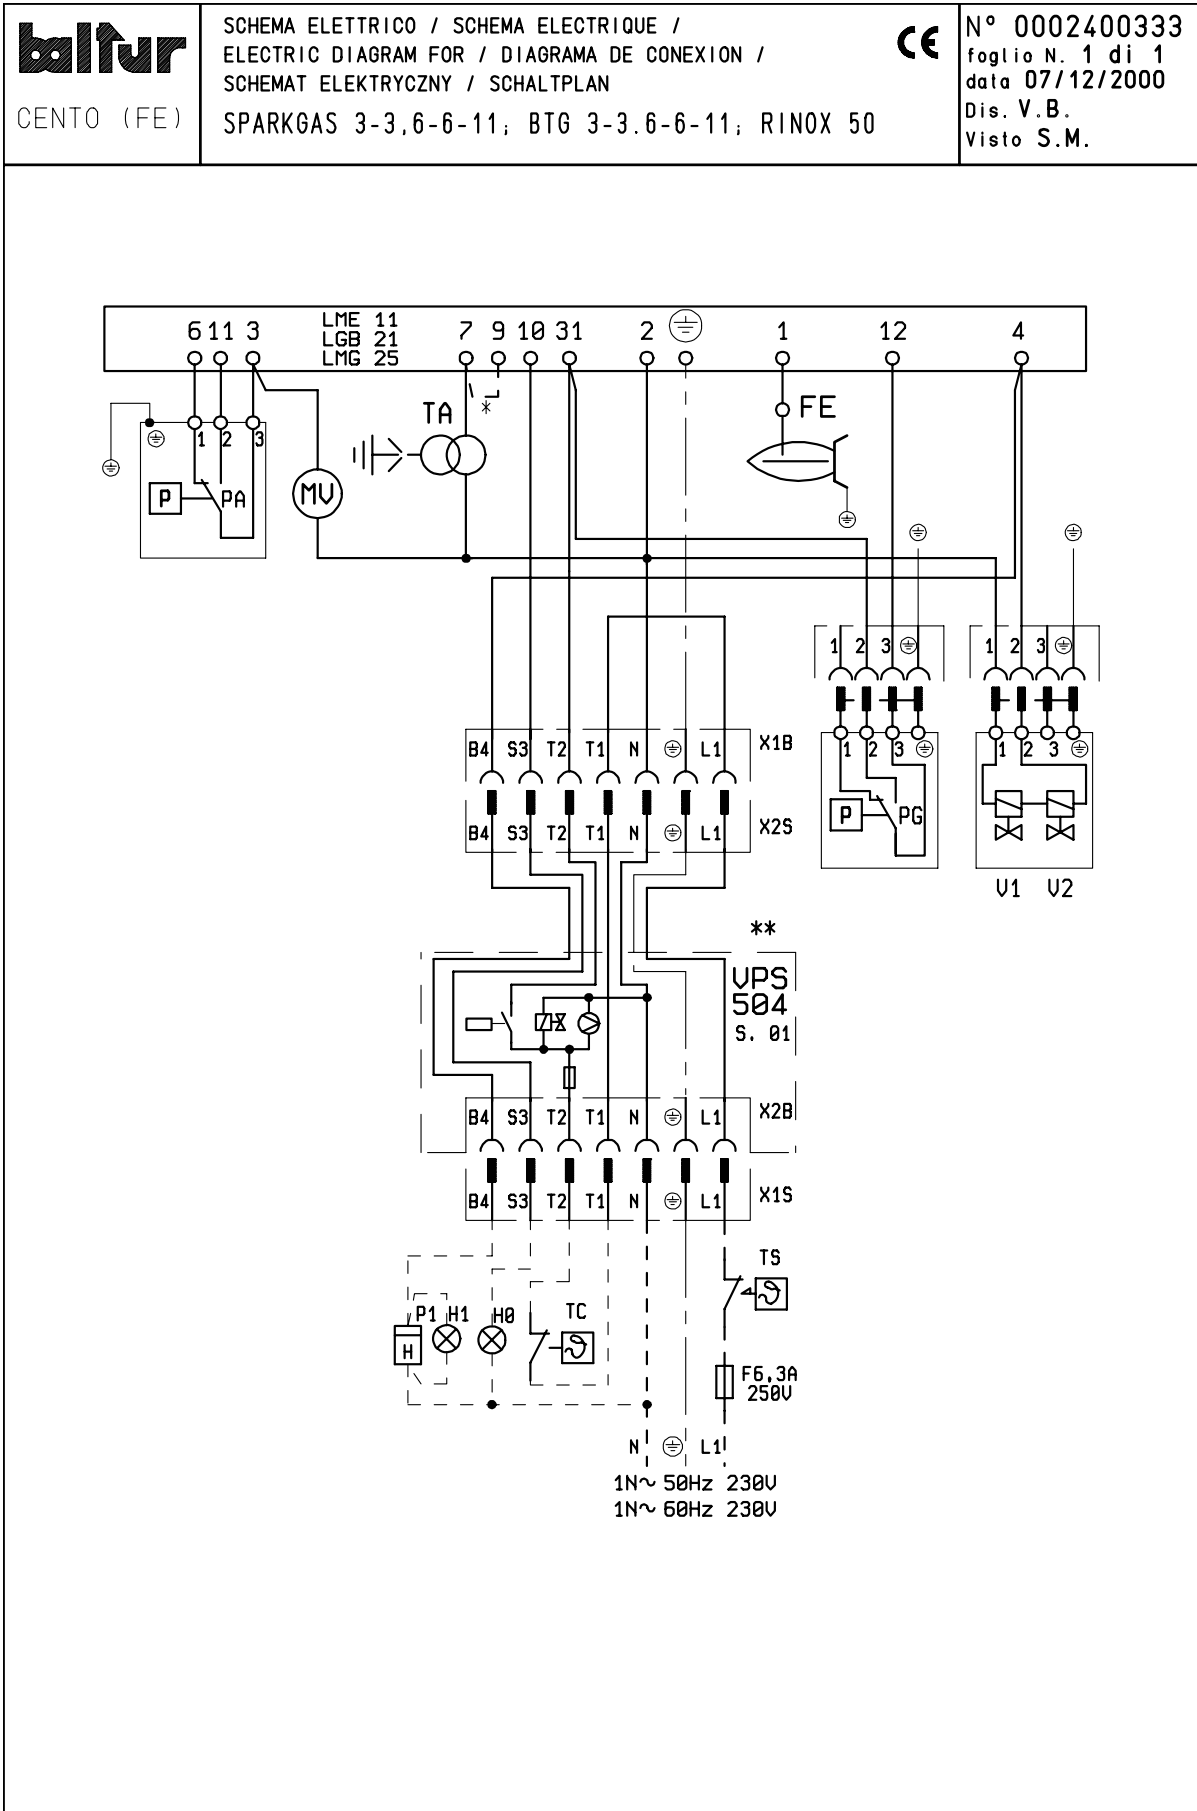 baltur
CENTO (FE)
SCHEMA ELETTRICO / SCHEMA ELECTRIQUE /
ELECTRIC DIAGRAM FOR / DIAGRAMA DE CONEXION /
SCHEMAT ELEKTRYCZNY / SCHALTPLAN
SPARKGAS 3-3,6-6-11; BTG 3-3.6-6-11; RINOX 50
CE
N° 0002400333
foglio N. 1 di 1
data 07/12/2000
Dis. V.B.
Visto S.M.
6 11 3
LME 11
LGB 21
LMG 25
7 9 10 31 2 1 12 4
*
TA
FE
1 2 3
P
PA
MV
1 2 3
1 2 3
B4 S3 T2 T1 N L1
X1B
1 2 3
1 2 3
P
PG
B4 S3 T2 T1 N L1
X2S
V1 V2
**
VPS
504
S. 01
B4 S3 T2 T1 N L1
X2B
B4 S3 T2 T1 N L1
X1S
TS
P1 H1 H0
TC
H
F6,3A
250V
N L1
1N~ 50Hz 230V
1N~ 60Hz 230V